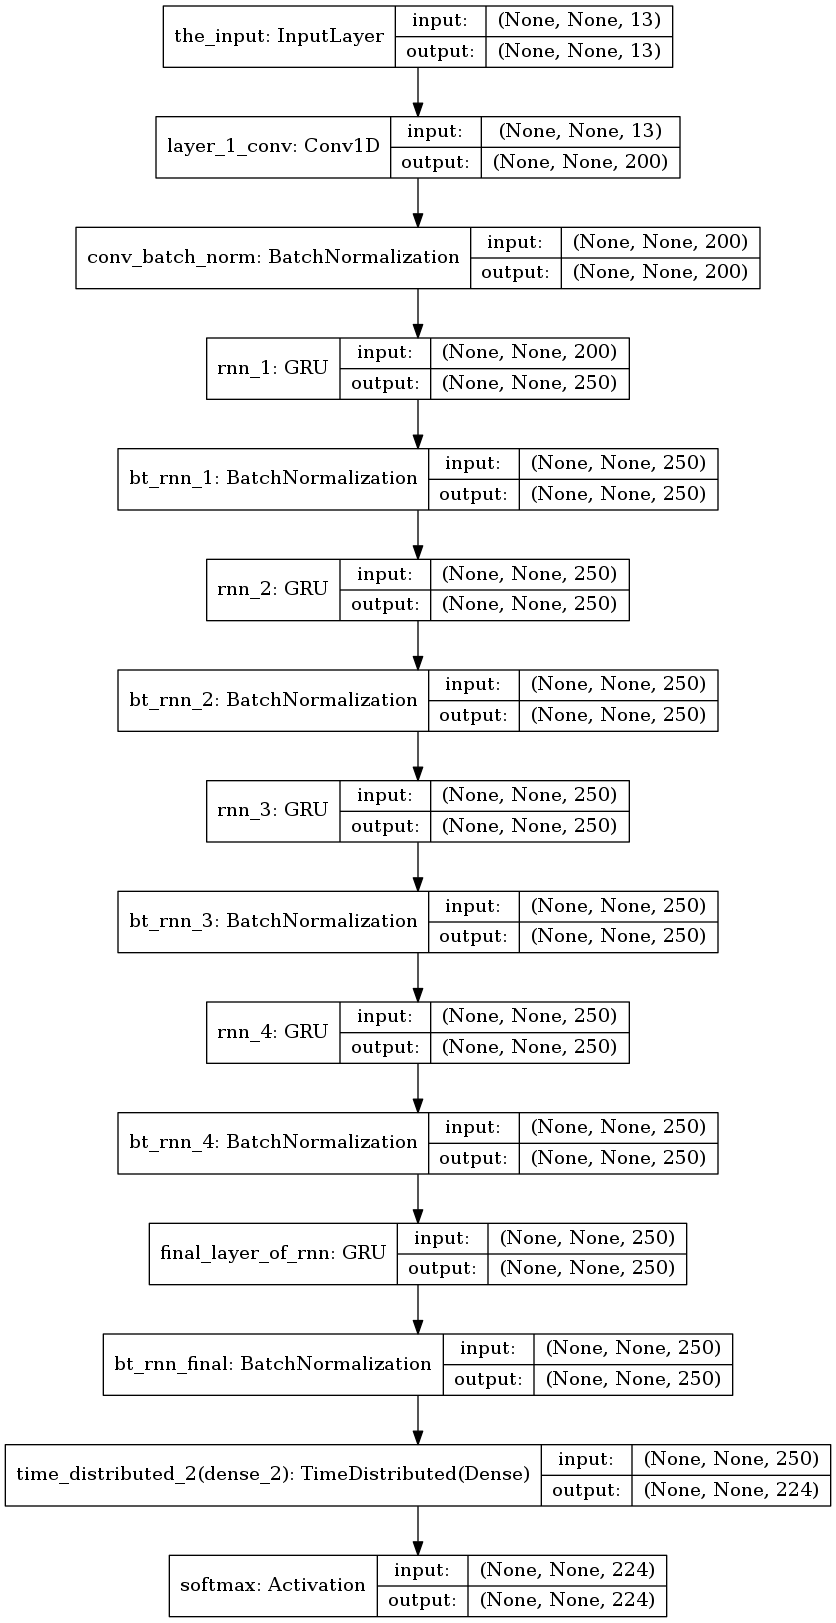 the_input: InputLayer
input: (None, None, 13)
output: (None, None, 13)
layer_1_conv: Conv1D
input: (None, None, 13)
output: (None, None, 200)
conv_batch_norm: BatchNormalization
input: (None, None, 200)
output: (None, None, 200)
rnn_1: GRU
input: (None, None, 200)
output: (None, None, 250)
bt_rnn_1: BatchNormalization
input: (None, None, 250)
output: (None, None, 250)
rnn_2: GRU
input: (None, None, 250)
output: (None, None, 250)
bt_rnn_2: BatchNormalization
input: (None, None, 250)
output: (None, None, 250)
rnn_3: GRU
input: (None, None, 250)
output: (None, None, 250)
bt_rnn_3: BatchNormalization
input: (None, None, 250)
output: (None, None, 250)
rnn_4: GRU
input: (None, None, 250)
output: (None, None, 250)
bt_rnn_4: BatchNormalization
input: (None, None, 250)
output: (None, None, 250)
final_layer_of_rnn: GRU
input: (None, None, 250)
output: (None, None, 250)
bt_rnn_final: BatchNormalization
input: (None, None, 250)
output: (None, None, 250)
time_distributed_2(dense_2): TimeDistributed(Dense)
input: (None, None, 250)
output: (None, None, 224)
softmax: Activation
input: (None, None, 224)
output: (None, None, 224)